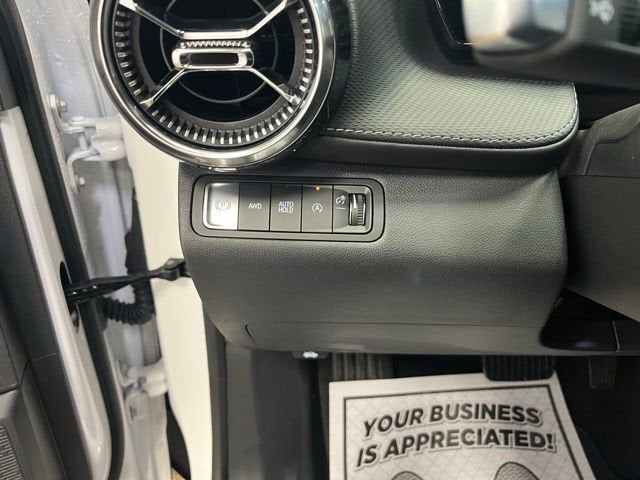 P
AWD
AUTO
HOLD
A
YOUR BUSINESS
IS APPRECIATED!